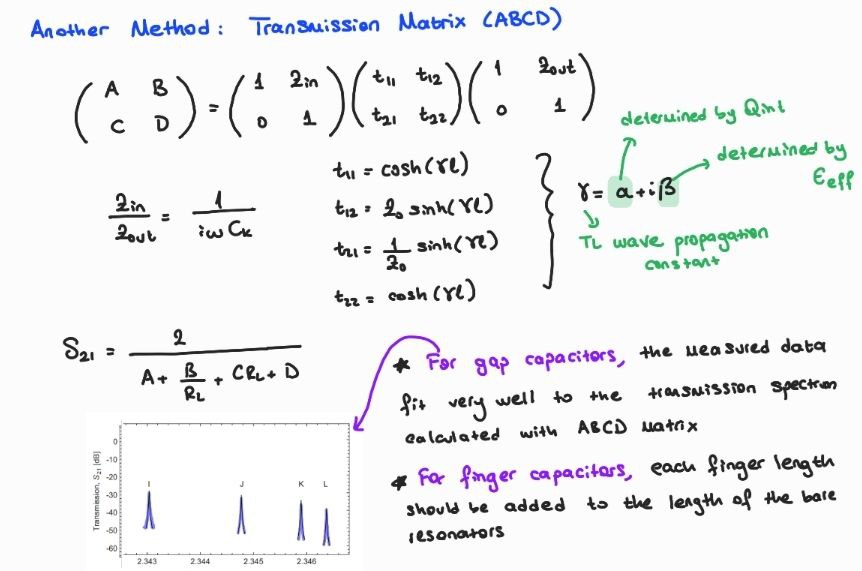 Another Method: Transmission Matrix (ABCD)
( A B ) = ( 1 Zin ) ( t11 t12 ) ( 1 Zout )
( C D ) ( 0 1 ) ( t21 t22 ) ( 0 1 )
determined by Qint
determined by
εeff
t11 = cosh(γl)
t12 = Z0 sinh(γl)
t21 = 1/Z0 sinh(γl)
t22 = cosh(γl)
γ = α + iβ
TL wave propagation
constant
Zin/Zout = 1/iωCk
S21 = 2/(A + B/RL + CRL + D)
* For gap capacitors, the measured data
fit very well to the transmission spectrum
calculated with ABCD Matrix
* For finger capacitors, each finger length
should be added to the length of the bare
resonators
Transmission, S21 [dB]
0
-10
-20
-30
-40
-50
-60
I J K L
2.343 2.344 2.345 2.346